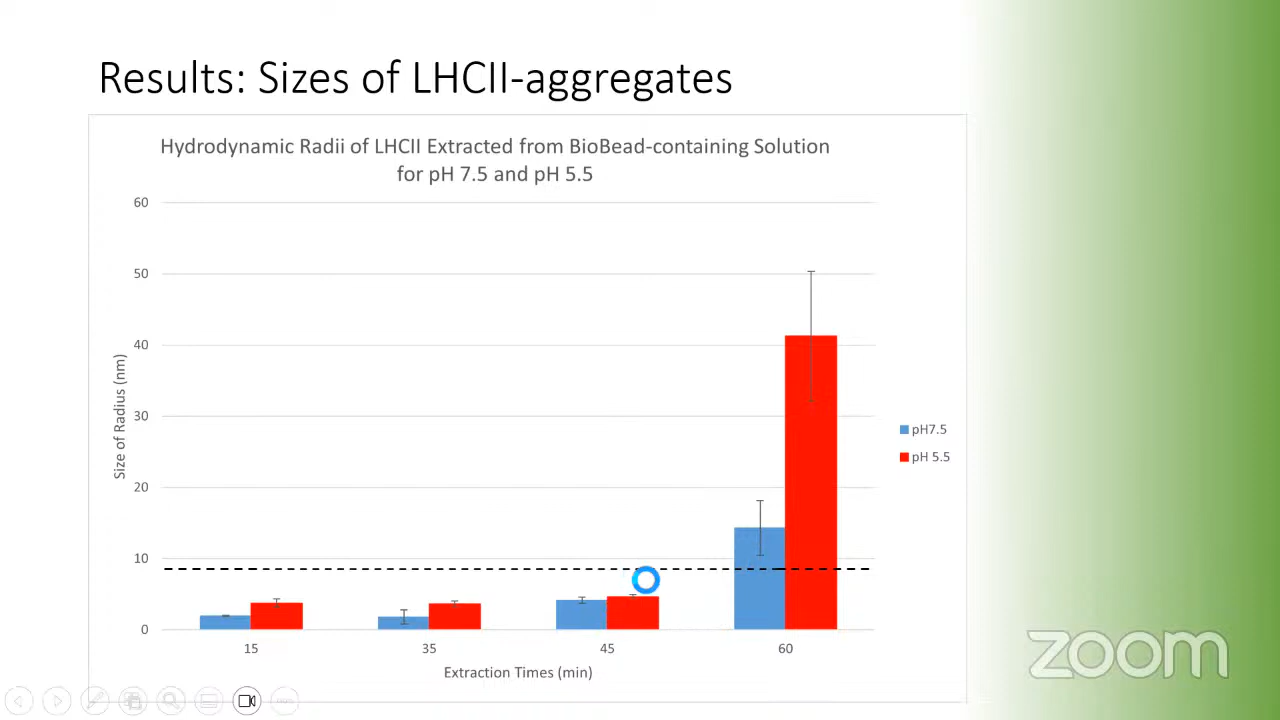 Results: Sizes of LHCII-aggregates
Hydrodynamic Radii of LHCII Extracted from BioBead-containing Solution
for pH 7.5 and pH 5.5
60
50
40
30
20
10
0
Size of Radius (nm)
15 35 45 60
Extraction Times (min)
pH7.5
pH 5.5
zoom